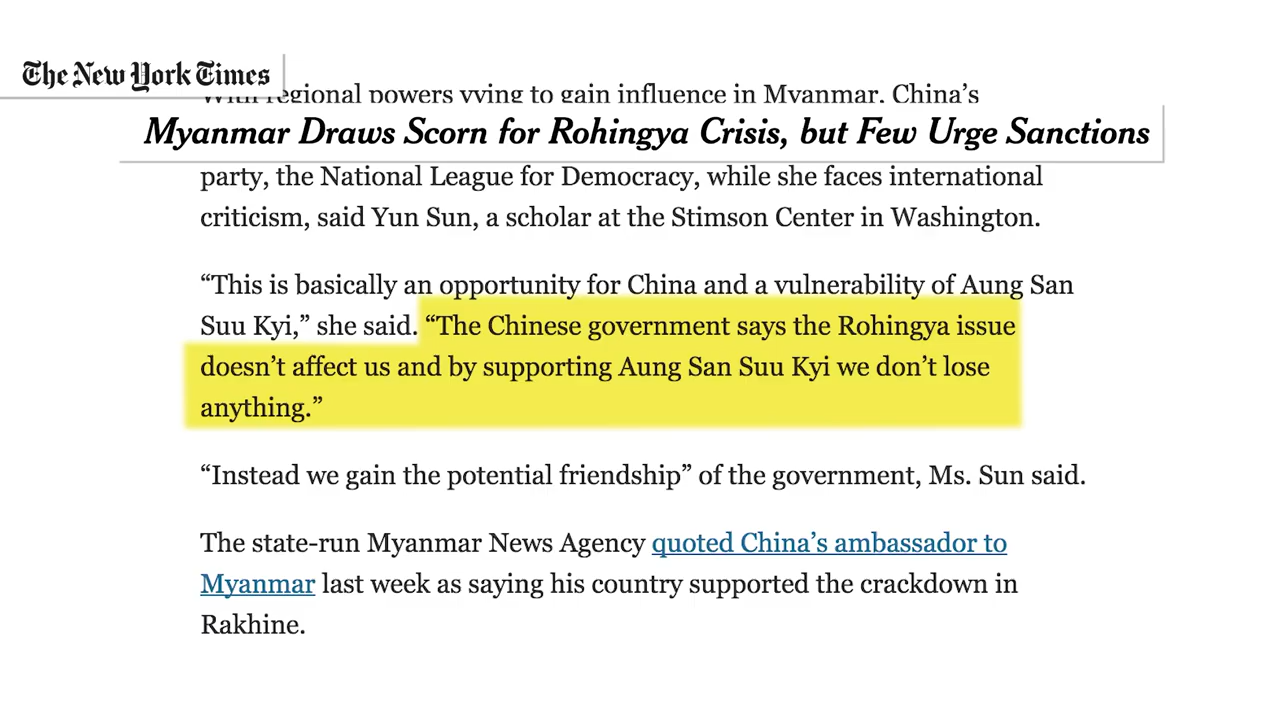 The New York Times
With regional powers vying to gain influence in Myanmar, China’s
Myanmar Draws Scorn for Rohingya Crisis, but Few Urge Sanctions
party, the National League for Democracy, while she faces international
criticism, said Yun Sun, a scholar at the Stimson Center in Washington.
“This is basically an opportunity for China and a vulnerability of Aung San
Suu Kyi,” she said. “The Chinese government says the Rohingya issue
doesn’t affect us and by supporting Aung San Suu Kyi we don’t lose
anything.”
“Instead we gain the potential friendship” of the government, Ms. Sun said.
The state-run Myanmar News Agency quoted China’s ambassador to
Myanmar last week as saying his country supported the crackdown in
Rakhine.